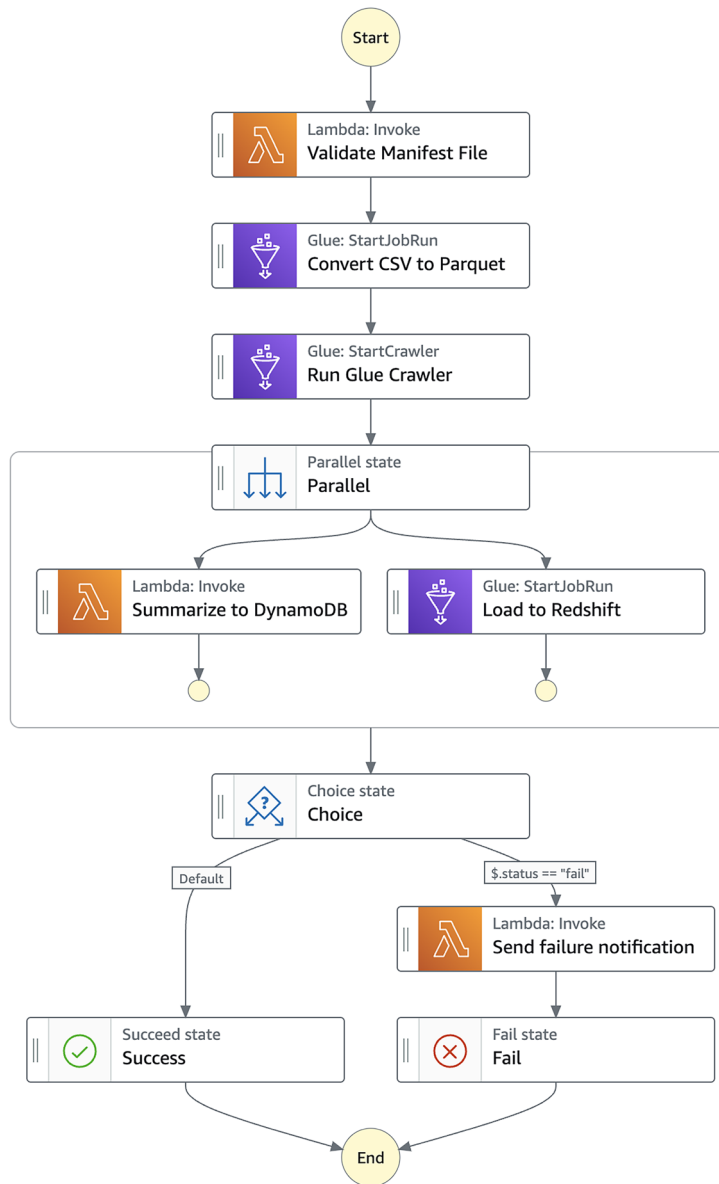 Start
Lambda: Invoke
Validate Manifest File
Glue: StartJobRun
Convert CSV to Parquet
Glue: StartCrawler
Run Glue Crawler
Parallel state
Parallel
Lambda: Invoke
Summarize to DynamoDB
Glue: StartJobRun
Load to Redshift
Choice state
Choice
Default
$.status == "fail"
Lambda: Invoke
Send failure notification
Succeed state
Success
Fail state
Fail
End